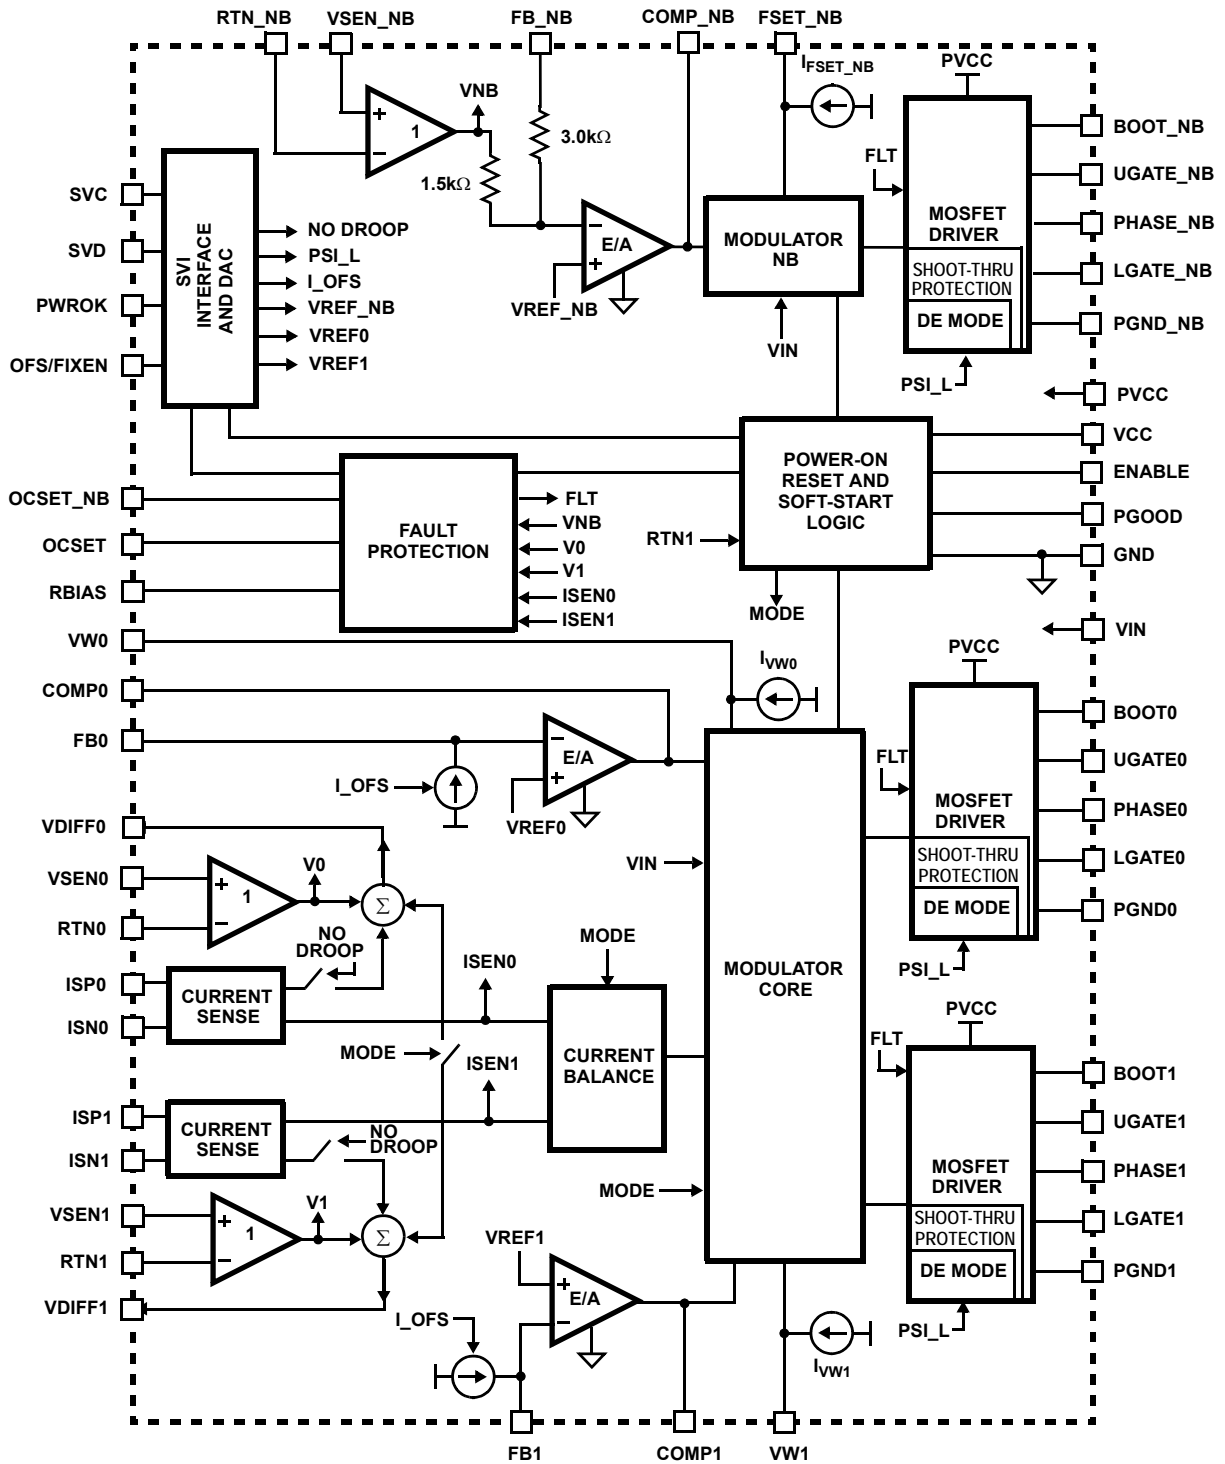 RTN_NB
VSEN_NB
FB_NB
COMP_NB
FSET_NB
IFSET_NB
PVCC
VNB
+
1
−
3.0kΩ
1.5kΩ
FLT
BOOT_NB
UGATE_NB
PHASE_NB
LGATE_NB
PGND_NB
MOSFET
DRIVER
SHOOT-THRU
PROTECTION
DE MODE
PSI_L
SVC
SVD
PWROK
OFS/FIXEN
SVI
INTERFACE
AND DAC
NO DROOP
PSI_L
I_OFS
VREF_NB
VREF0
VREF1
−
E/A
+
VREF_NB
MODULATOR
NB
VIN
PVCC
VCC
ENABLE
PGOOD
GND
VIN
POWER-ON
RESET AND
SOFT-START
LOGIC
RTN1
MODE
OCSET_NB
OCSET
RBIAS
FAULT
PROTECTION
FLT
VNB
V0
V1
ISEN0
ISEN1
VW0
COMP0
FB0
IVW0
I_OFS
−
E/A
+
VREF0
PVCC
FLT
MOSFET
DRIVER
SHOOT-THRU
PROTECTION
DE MODE
PSI_L
BOOT0
UGATE0
PHASE0
LGATE0
PGND0
VDIFF0
VSEN0
RTN0
+
1
−
V0
Σ
NO
DROOP
ISP0
ISN0
CURRENT
SENSE
ISEN0
MODE
VIN
MODULATOR
CORE
CURRENT
BALANCE
MODE
ISEN1
ISP1
ISN1
CURRENT
SENSE
NO
DROOP
MODE
VSEN1
RTN1
VDIFF1
+
1
−
V1
Σ
VREF1
+
E/A
−
I_OFS
IVW1
PVCC
FLT
MOSFET
DRIVER
SHOOT-THRU
PROTECTION
DE MODE
PSI_L
BOOT1
UGATE1
PHASE1
LGATE1
PGND1
FB1
COMP1
VW1